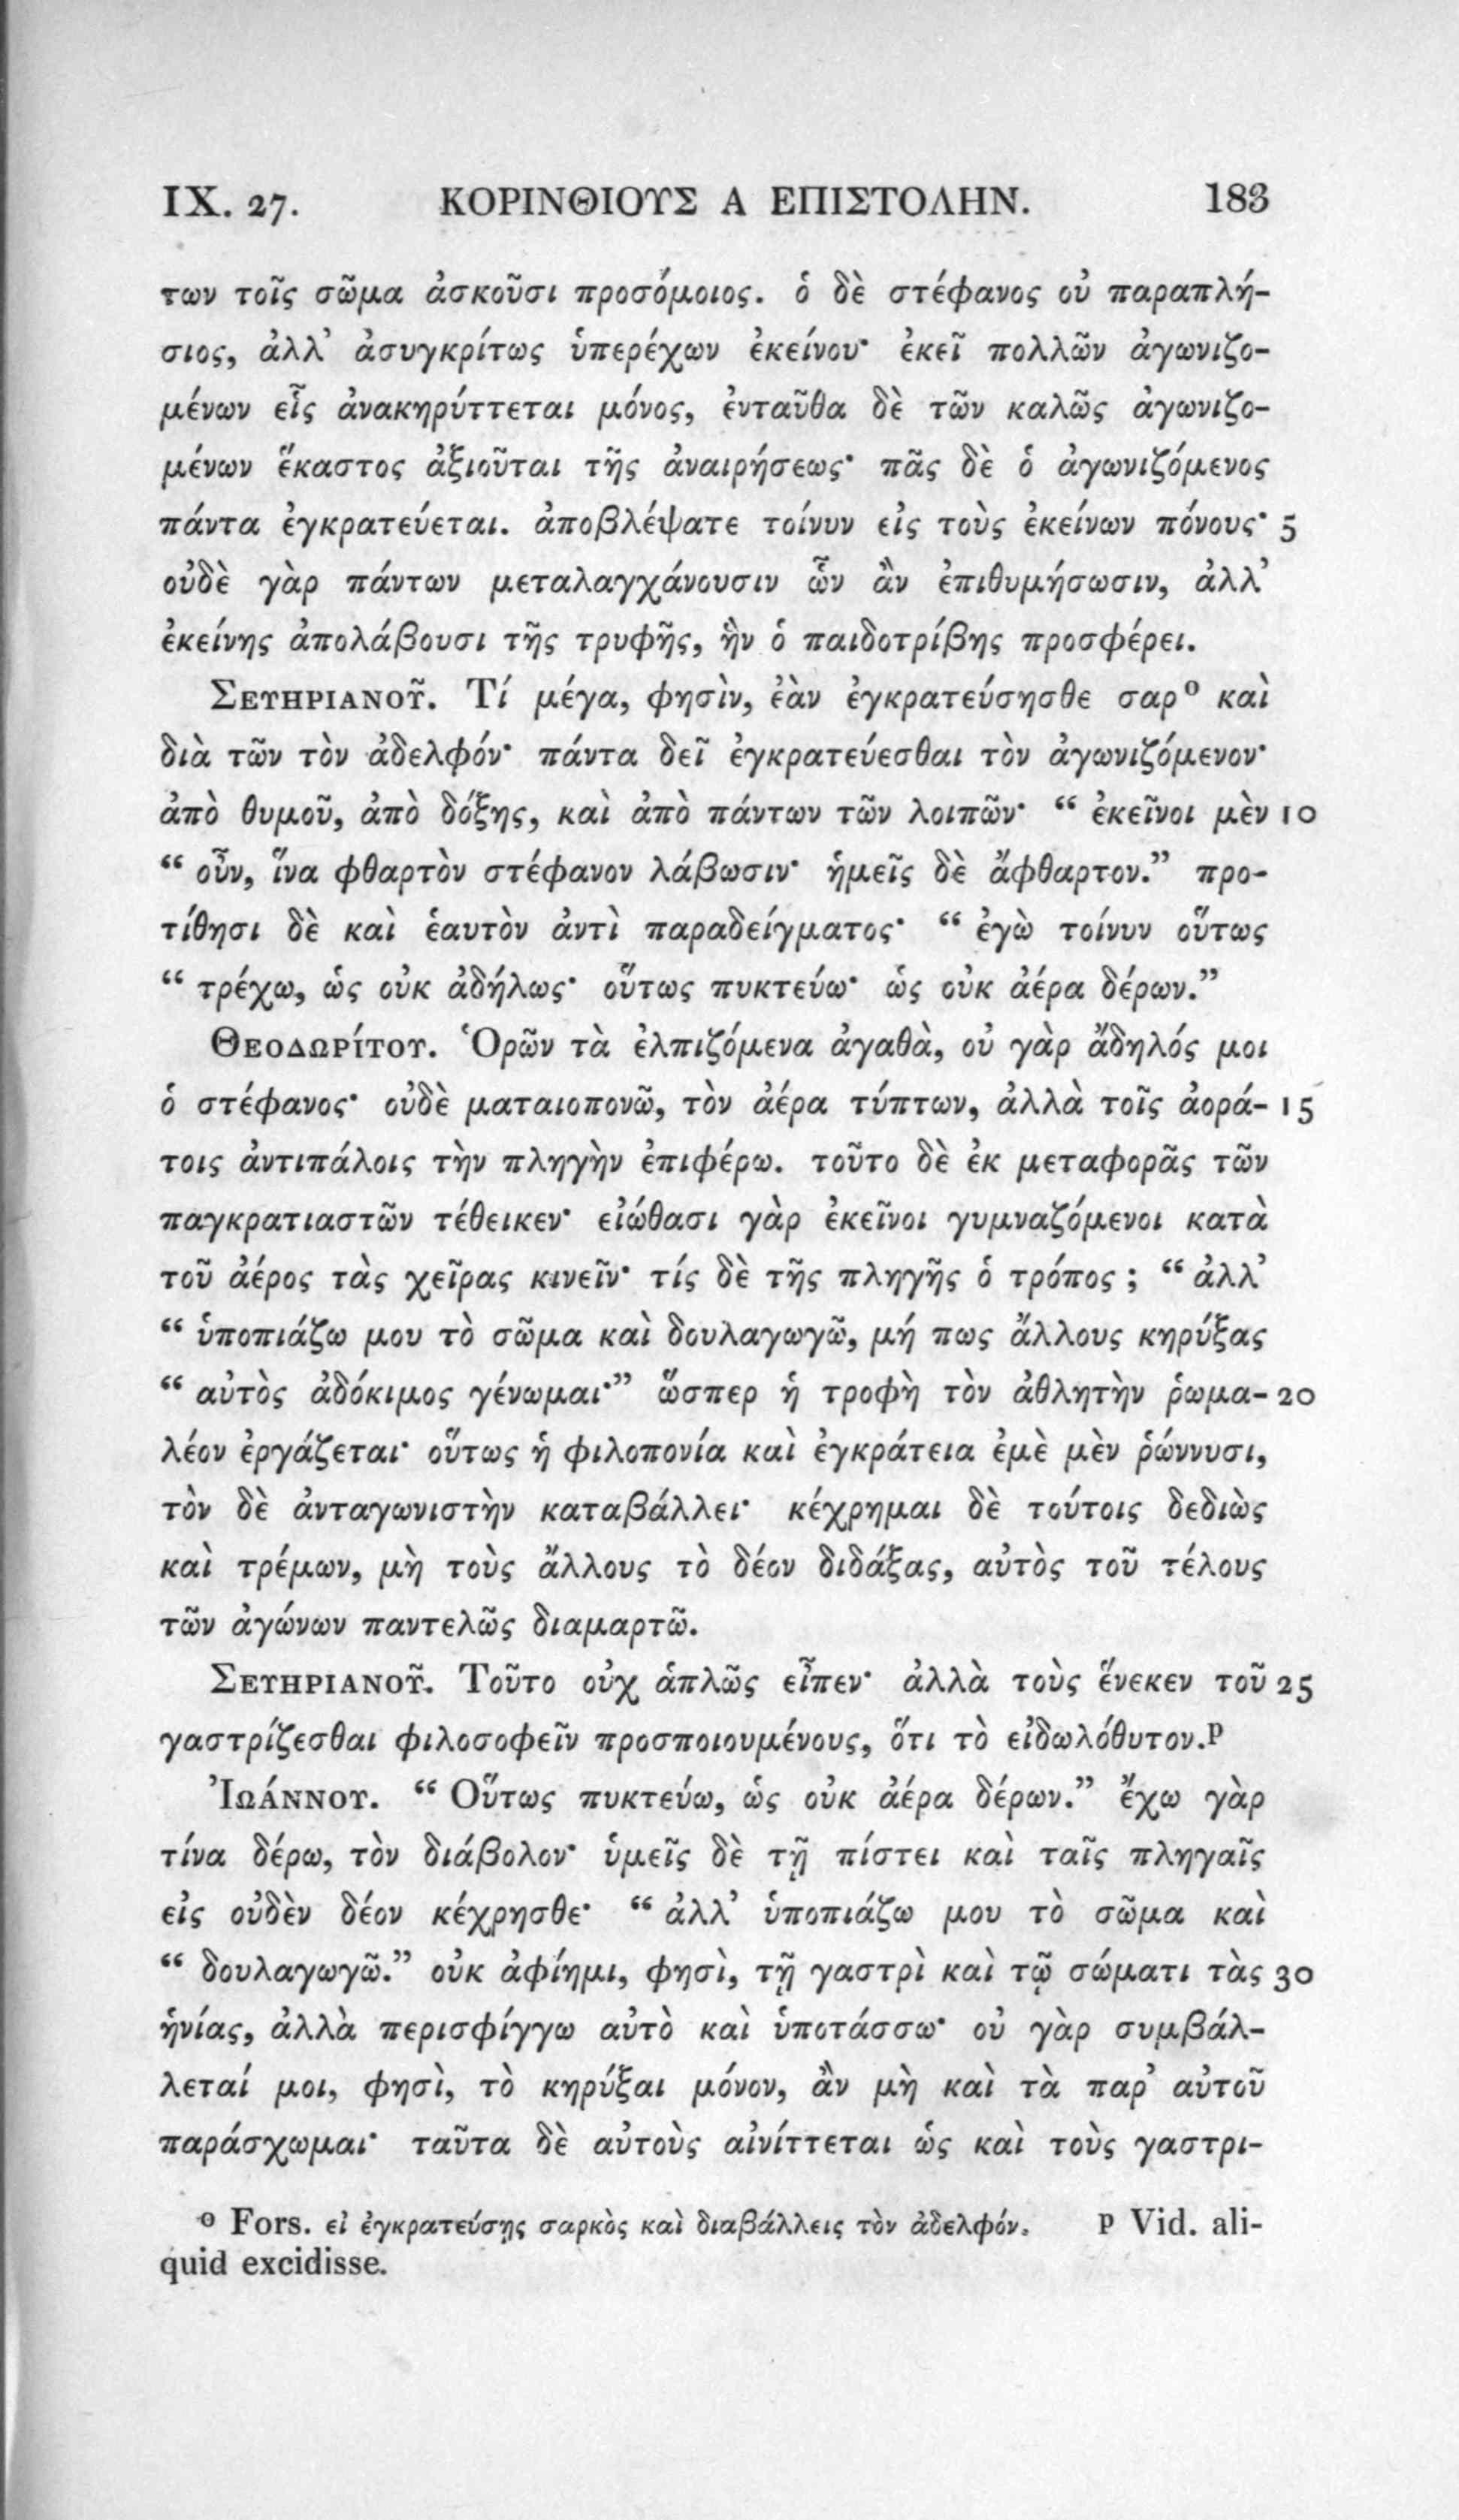 IX. 27. ΚΟΡΙΝΘΙΟΥΣ Α ΕΠΙΣΤΟΛΗΝ. 183
των τοῖς σῶμα ἀσκοῦσι προσόμοιος. ὁ δὲ στέφανος οὐ παραπλή-
σιος, ἀλλ’ ἀσυγκρίτως ὑπερέχων ἐκείνου· ἐκεῖ πολλῶν ἀγωνιζο-
μένων εἷς ἀνακηρύττεται μόνος, ἐνταῦθα δὲ τῶν καλῶς ἀγωνιζο-
μένων ἕκαστος ἀξιοῦται τῆς ἀναιρήσεως· πᾶς δὲ ὁ ἀγωνιζόμενος
πάντα ἐγκρατεύεται. ἀποβλέψατε τοίνυν εἰς τοὺς ἐκείνων πόνους· 5
οὐδὲ γὰρ πάντων μεταλαγχάνουσιν ὧν ἂν ἐπιθυμήσωσιν, ἀλλ’
ἐκείνης ἀπολάβουσι τῆς τρυφῆς, ἣν ὁ παιδοτρίβης προσφέρει.
ΣΕΥΗΡΙΑΝΟΥ͂. Τί μέγα, φησὶν, ἐὰν ἐγκρατεύσησθε σαρᵒ καὶ
διὰ τῶν τὸν ἀδελφόν· πάντα δεῖ ἐγκρατεύεσθαι τὸν ἀγωνιζόμενον·
ἀπὸ θυμοῦ, ἀπὸ δόξης, καὶ ἀπὸ πάντων τῶν λοιπῶν· “ ἐκεῖνοι μὲν 10
“ οὖν, ἵνα φθαρτὸν στέφανον λάβωσιν· ἡμεῖς δὲ ἄφθαρτον.” προ-
τίθησι δὲ καὶ ἑαυτὸν ἀντὶ παραδείγματος· “ ἐγὼ τοίνυν οὕτως
“ τρέχω, ὡς οὐκ ἀδήλως· οὕτως πυκτεύω· ὡς οὐκ ἀέρα δέρων.”
ΘΕΟΔΩΡΊΤΟΥ. Ὁρῶν τὰ ἐλπιζόμενα ἀγαθὰ, οὐ γὰρ ἄδηλός μοι
ὁ στέφανος· οὐδὲ ματαιοπονῶ, τὸν ἀέρα τύπτων, ἀλλὰ τοῖς ἀορά- 15
τοις ἀντιπάλοις τὴν πληγὴν ἐπιφέρω. τοῦτο δὲ ἐκ μεταφορᾶς τῶν
παγκρατιαστῶν τέθεικεν· εἰώθασι γὰρ ἐκεῖνοι γυμναζόμενοι κατὰ
τοῦ ἀέρος τὰς χεῖρας κινεῖν· τίς δὲ τῆς πληγῆς ὁ τρόπος ; “ ἀλλ’
“ ὑποπιάζω μου τὸ σῶμα καὶ δουλαγωγῶ, μή πως ἄλλους κηρύξας
“ αὐτὸς ἀδόκιμος γένωμαι·” ὥσπερ ἡ τροφὴ τὸν ἀθλητὴν ῥωμα- 20
λέον ἐργάζεται· οὕτως ἡ φιλοπονία καὶ ἐγκράτεια ἐμὲ μὲν ῥώννυσι,
τὸν δὲ ἀνταγωνιστὴν καταβάλλει· κέχρημαι δὲ τούτοις δεδιὼς
καὶ τρέμων, μὴ τοὺς ἄλλους τὸ δέον διδάξας, αὐτὸς τοῦ τέλους
τῶν ἀγώνων παντελῶς διαμαρτῶ.
ΣΕΥΗΡΙΑΝΟΥ͂. Τοῦτο οὐχ ἁπλῶς εἶπεν· ἀλλὰ τοὺς ἕνεκεν τοῦ 25
γαστρίζεσθαι φιλοσοφεῖν προσποιουμένους, ὅτι τὸ εἰδωλόθυτον.ᵖ
ἸΩΆΝΝΟΥ. “ Οὕτως πυκτεύω, ὡς οὐκ ἀέρα δέρων.” ἔχω γὰρ
τίνα δέρω, τὸν διάβολον· ὑμεῖς δὲ τῇ πίστει καὶ ταῖς πληγαῖς
εἰς οὐδὲν δέον κέχρησθε· “ ἀλλ’ ὑποπιάζω μου τὸ σῶμα καὶ
“ δουλαγωγῶ.” οὐκ ἀφίημι, φησὶ, τῇ γαστρὶ καὶ τῷ σώματι τὰς 30
ἡνίας, ἀλλὰ περισφίγγω αὐτὸ καὶ ὑποτάσσω· οὐ γὰρ συμβάλ-
λεταί μοι, φησὶ, τὸ κηρύξαι μόνον, ἂν μὴ καὶ τὰ παρ’ αὐτοῦ
παράσχωμαι· ταῦτα δὲ αὐτοὺς αἰνίττεται ὡς καὶ τοὺς γαστρι-
ᵒ Fors. εἰ ἐγκρατεύσῃς σαρκὸς καὶ διαβάλλεις τὸν ἀδελφόν. ᵖ Vid. ali-
quid excidisse.